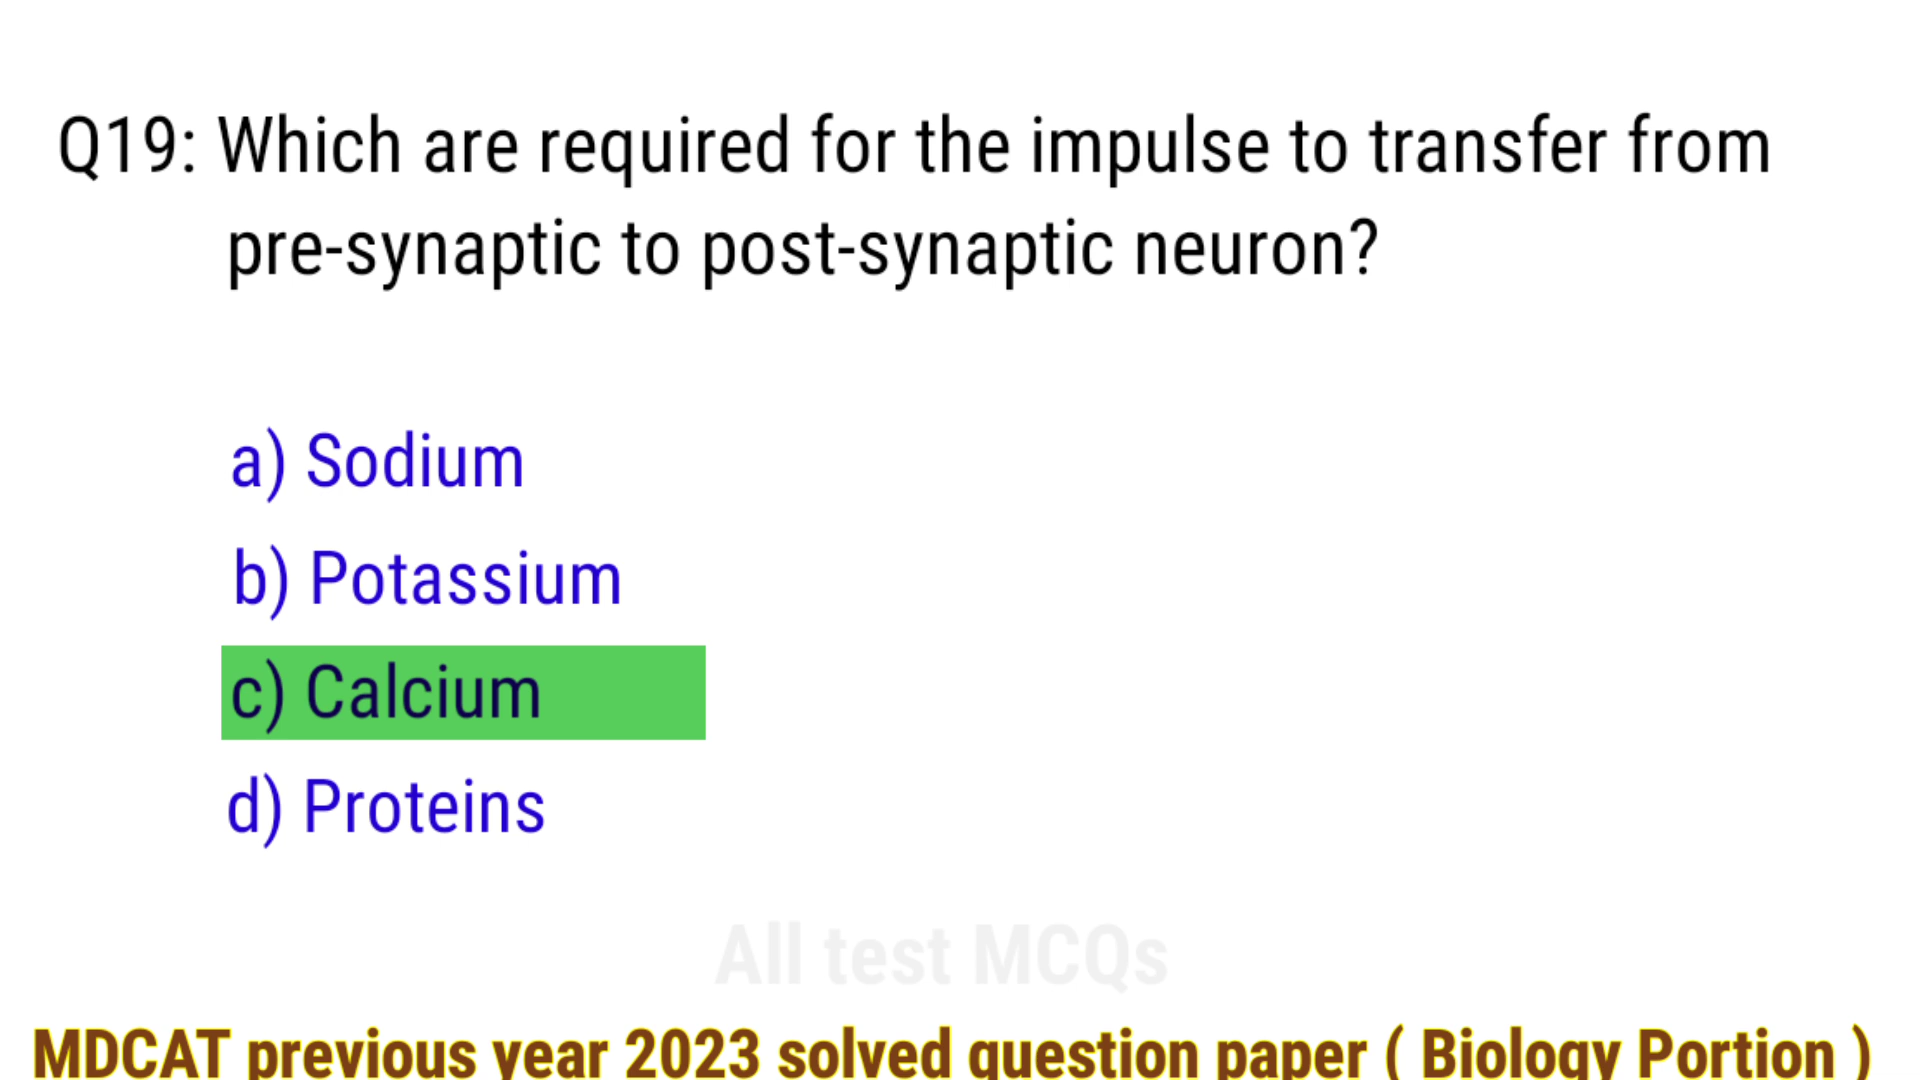 Q19: Which are required for the impulse to transfer from
pre-synaptic to post-synaptic neuron?
a) Sodium
b) Potassium
c) Calcium
d) Proteins
All test MCQs
MDCAT previous year 2023 solved question paper ( Biology Portion )